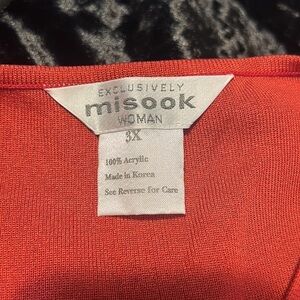 EXCLUSIVELY
misook
WOMAN
3X
100% Acrylic
Made in Korea
See Reverse for Care